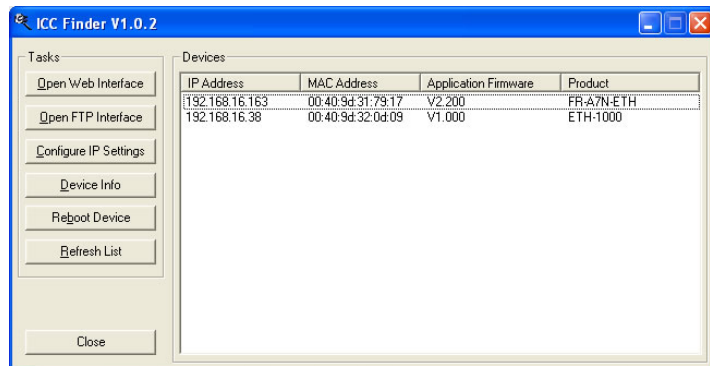 ICC Finder V1.0.2
Tasks
Open Web Interface
Open FTP Interface
Configure IP Settings
Device Info
Reboot Device
Refresh List
Close
Devices
IP Address MAC Address Application Firmware Product
192.168.16.163 00:40:9d:31:79:17 V2.200 FR-A7N-ETH
192.168.16.38 00:40:9d:32:0d:09 V1.000 ETH-1000